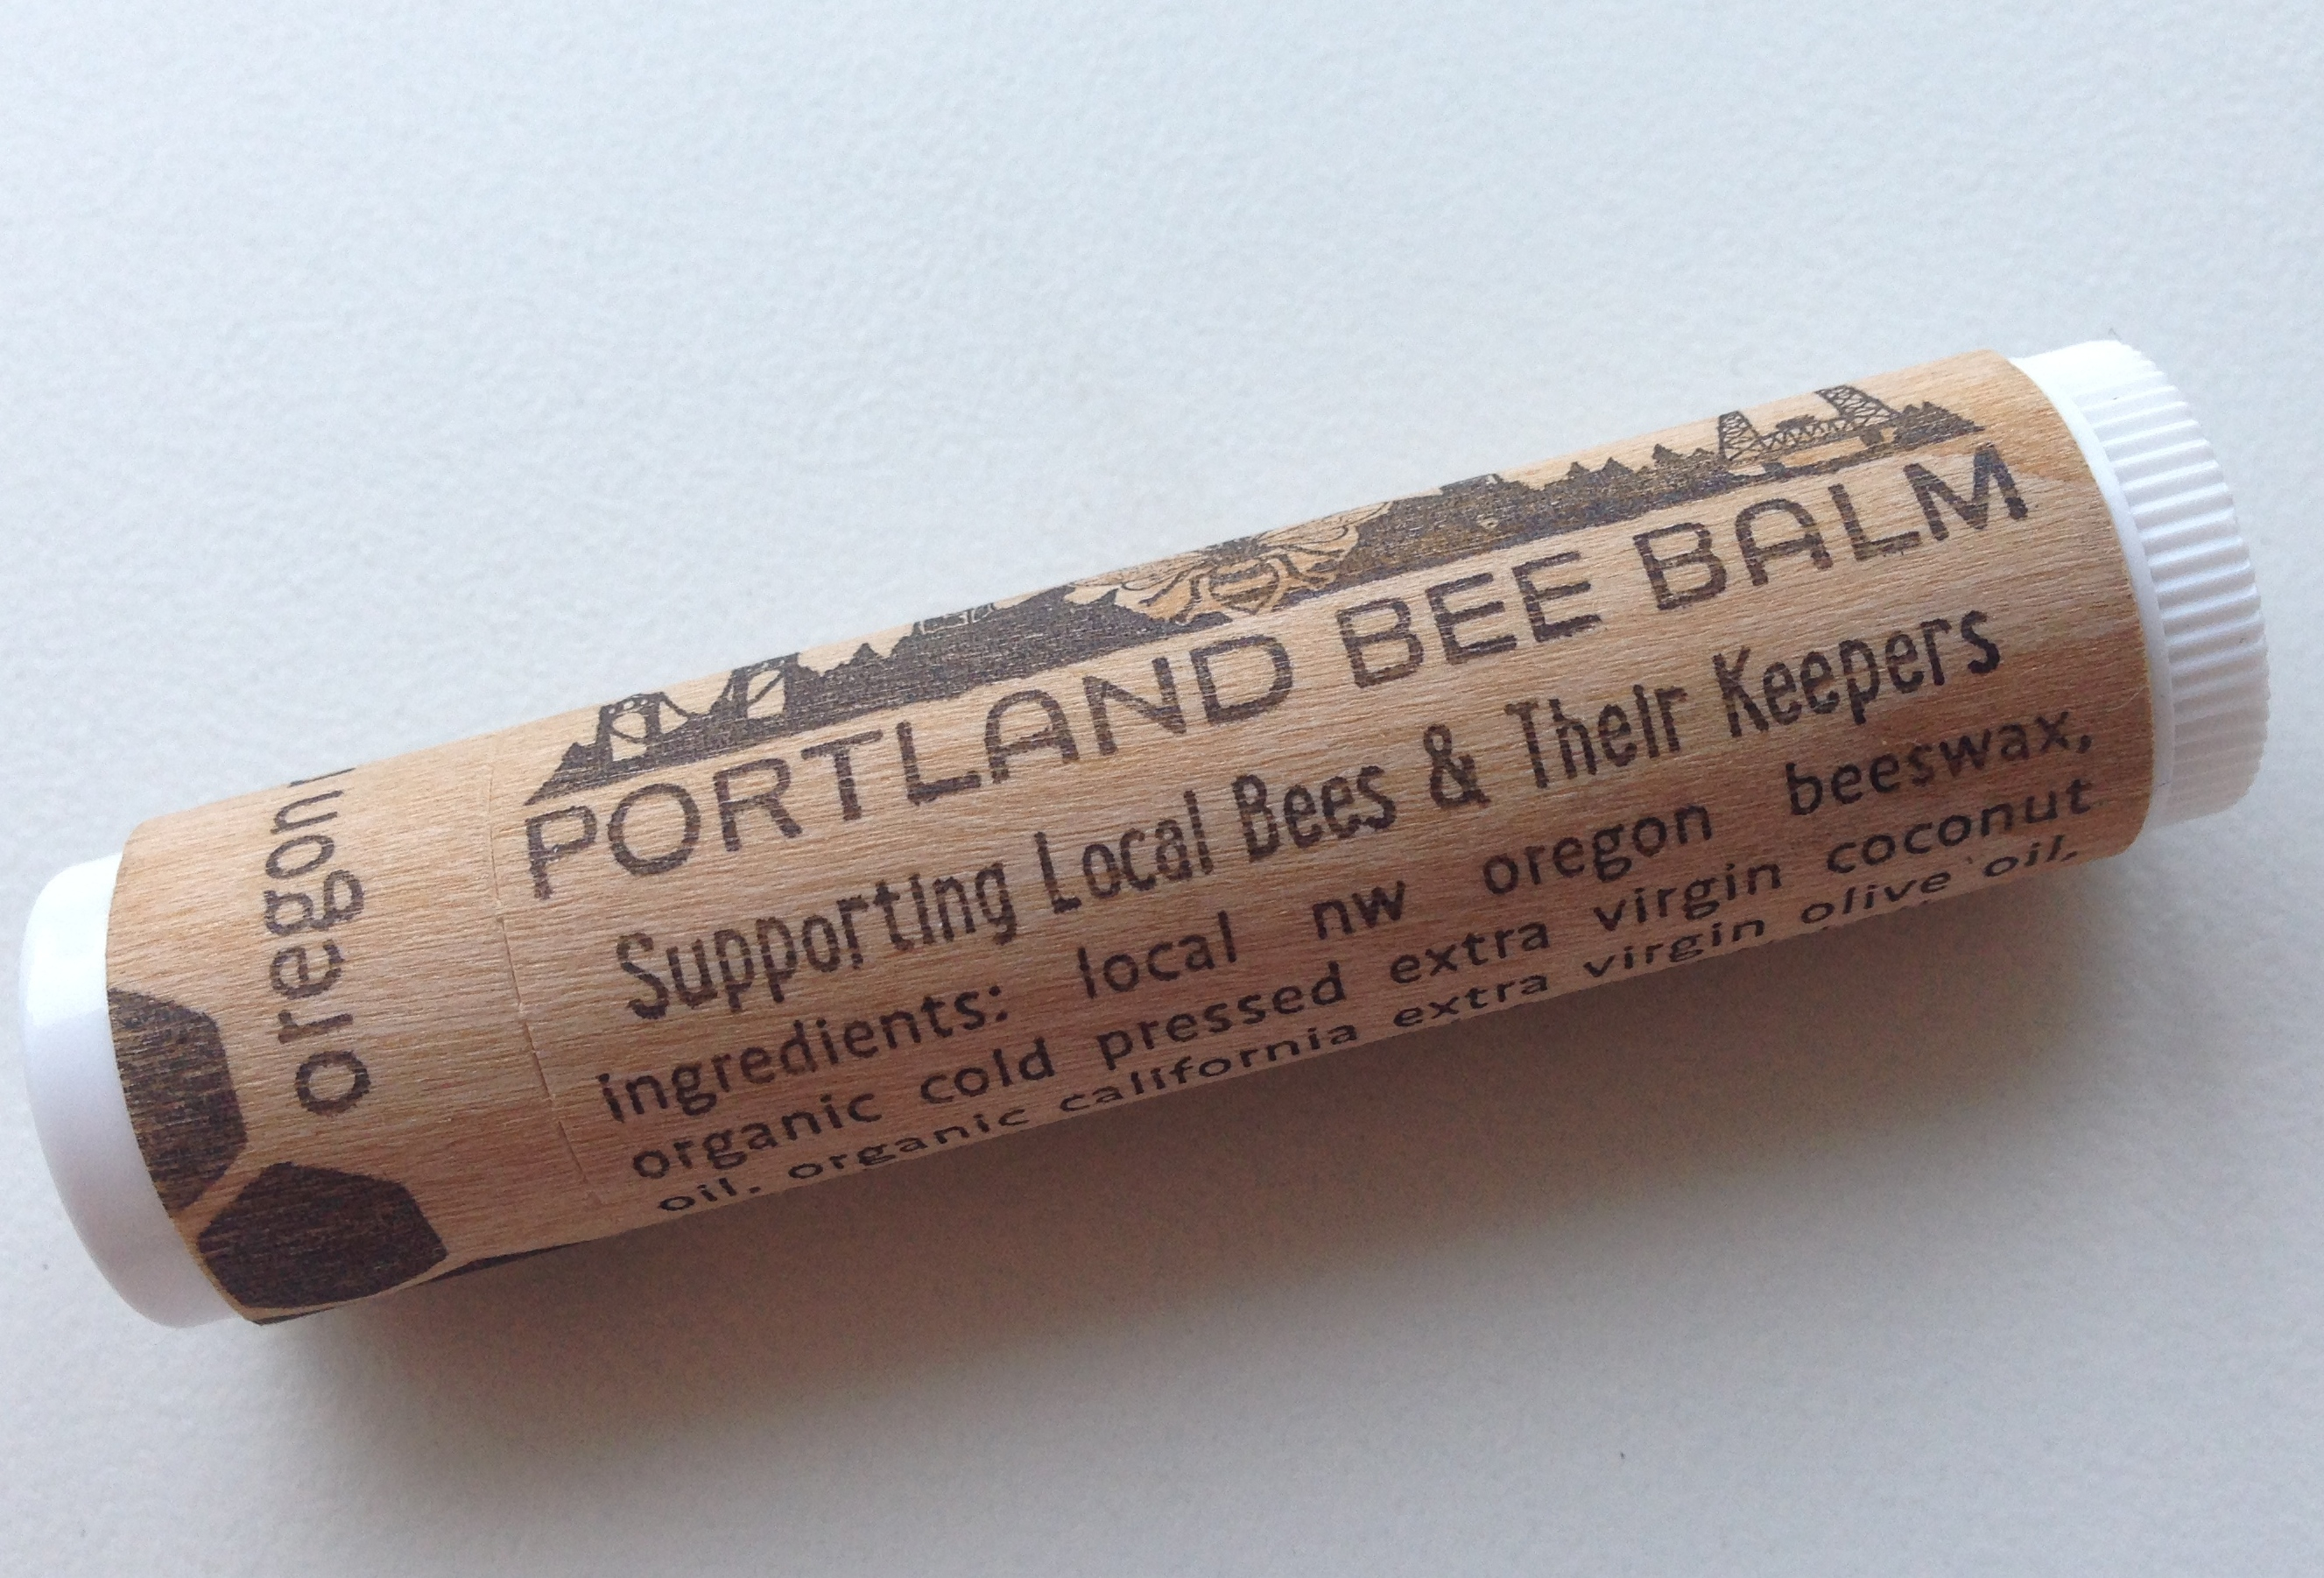 PORTLAND BEE BALM
Supporting Local Bees & Their Keepers
ingredients: local nw oregon beeswax,
organic cold pressed extra virgin coconut
oil, organic california extra virgin olive oil,